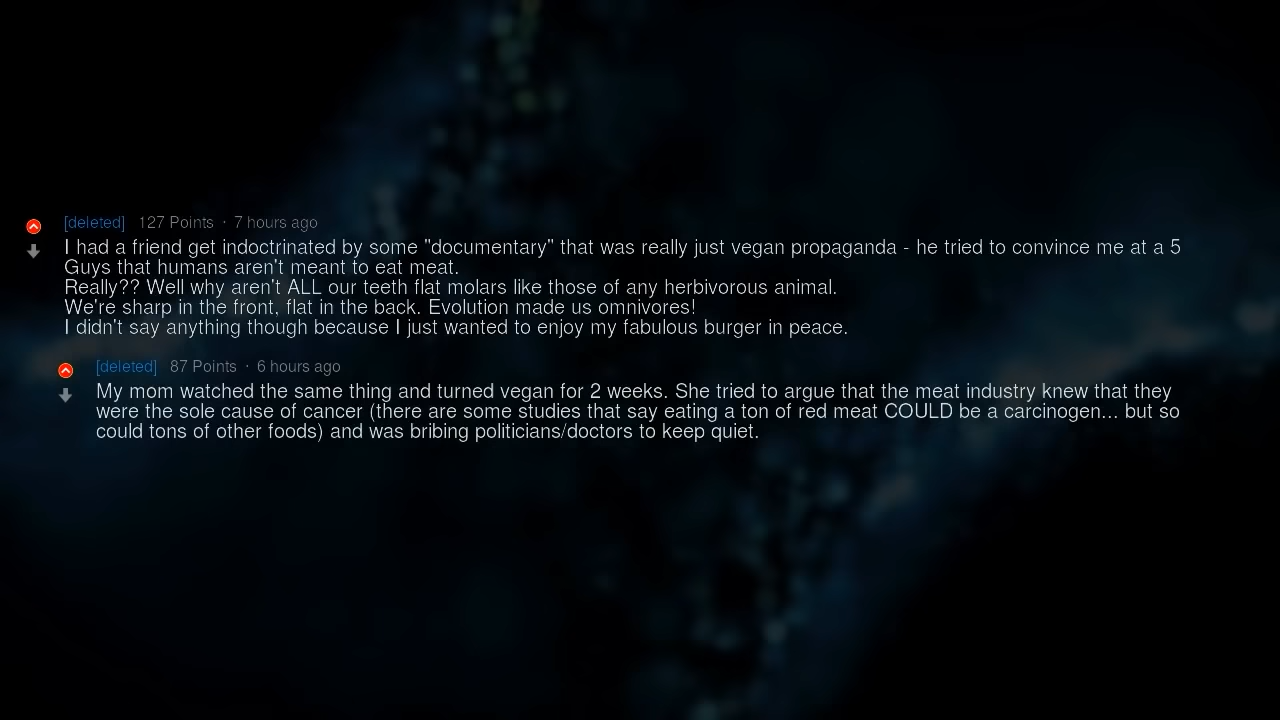 [deleted] 127 Points · 7 hours ago
I had a friend get indoctrinated by some "documentary" that was really just vegan propaganda - he tried to convince me at a 5
Guys that humans aren't meant to eat meat.
Really?? Well why aren't ALL our teeth flat molars like those of any herbivorous animal.
We're sharp in the front, flat in the back. Evolution made us omnivores!
I didn't say anything though because I just wanted to enjoy my fabulous burger in peace.
[deleted] 87 Points · 6 hours ago
My mom watched the same thing and turned vegan for 2 weeks. She tried to argue that the meat industry knew that they
were the sole cause of cancer (there are some studies that say eating a ton of red meat COULD be a carcinogen... but so
could tons of other foods) and was bribing politicians/doctors to keep quiet.